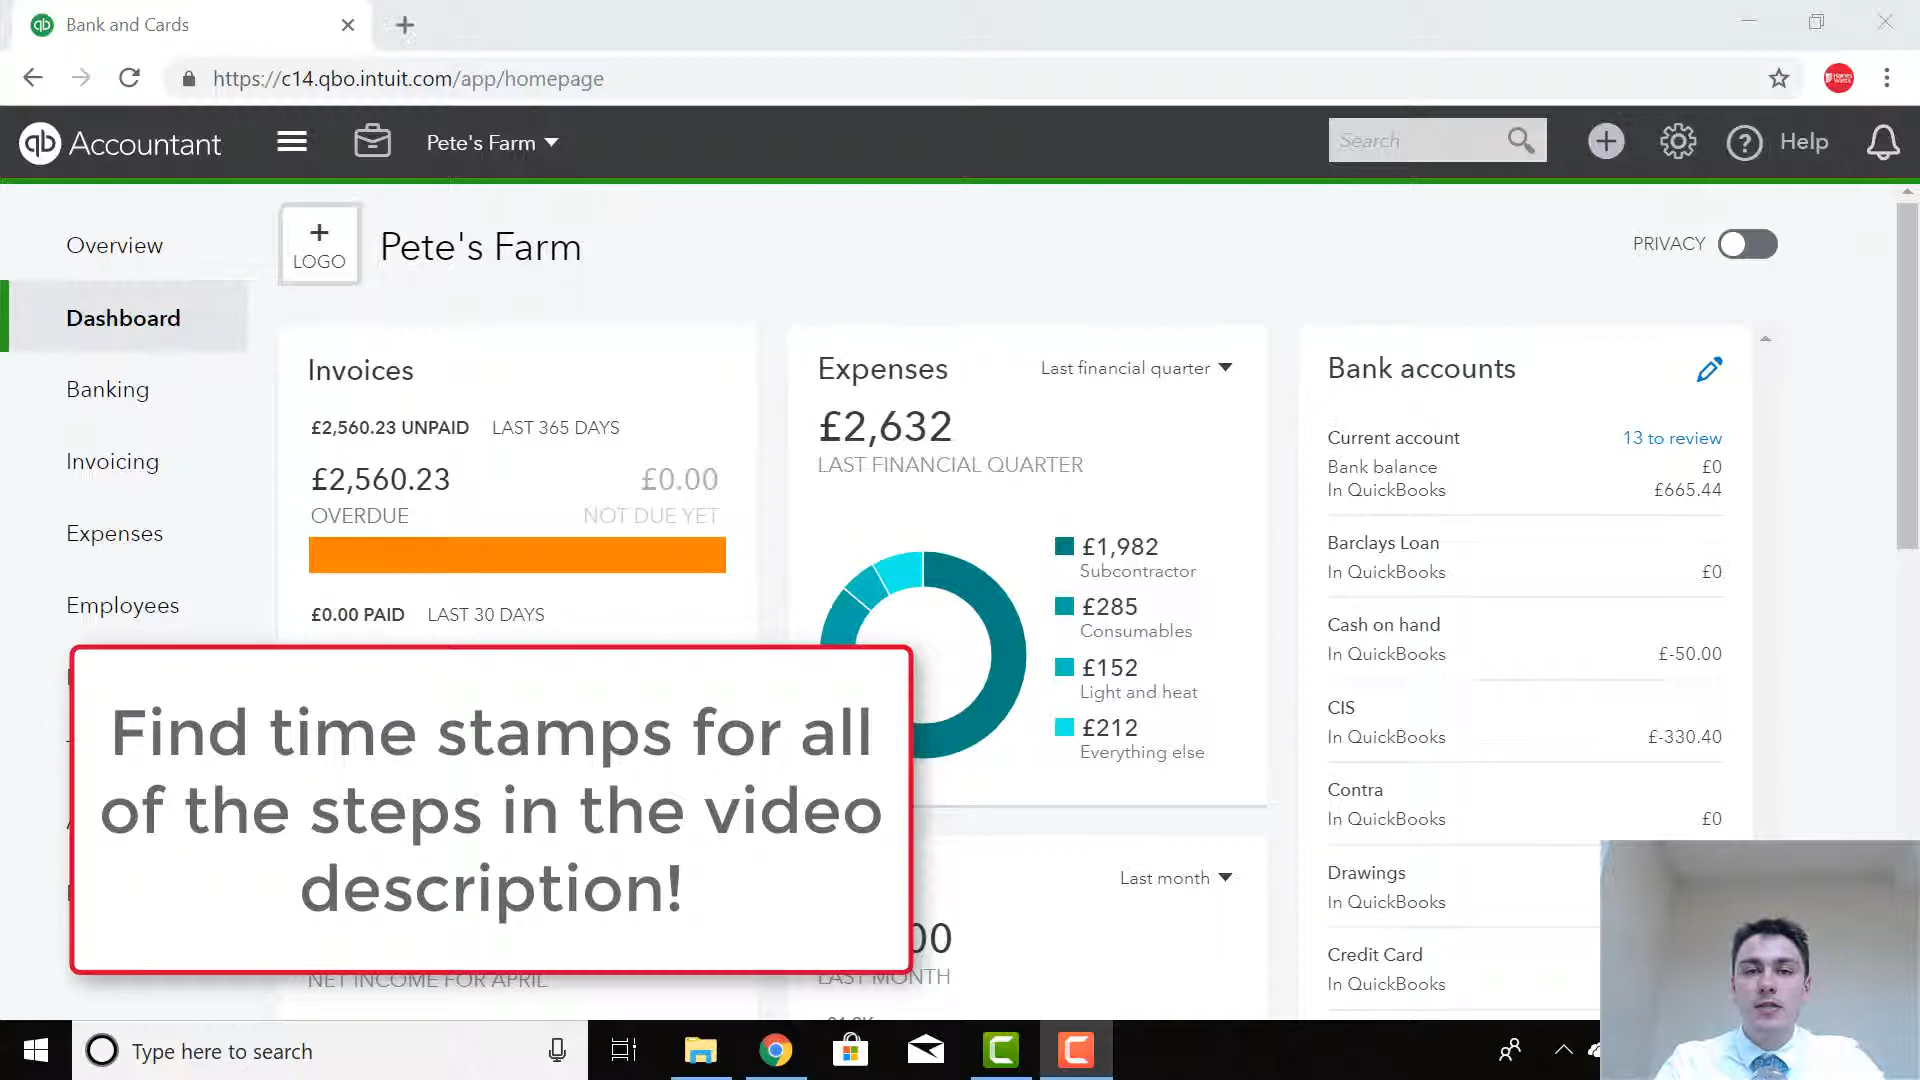 Bank and Cards
https://c14.qbo.intuit.com/app/homepage
qb Accountant
Pete's Farm
Search
Help
Overview
Dashboard
Banking
Invoicing
Expenses
Employees
+
LOGO
Pete's Farm
PRIVACY
Invoices
£2,560.23 UNPAID LAST 365 DAYS
£2,560.23 £0.00
OVERDUE NOT DUE YET
£0.00 PAID LAST 30 DAYS
NET INCOME FOR APRIL
Expenses Last financial quarter
£2,632
LAST FINANCIAL QUARTER
£1,982
Subcontractor
£285
Consumables
£152
Light and heat
£212
Everything else
Last month
00
LAST MONTH
Bank accounts
Current account 13 to review
Bank balance £0
In QuickBooks £665.44
Barclays Loan
In QuickBooks £0
Cash on hand
In QuickBooks £-50.00
CIS
In QuickBooks £-330.40
Contra
In QuickBooks £0
Drawings
In QuickBooks
Credit Card
In QuickBooks
Find time stamps for all
of the steps in the video
description!
Type here to search